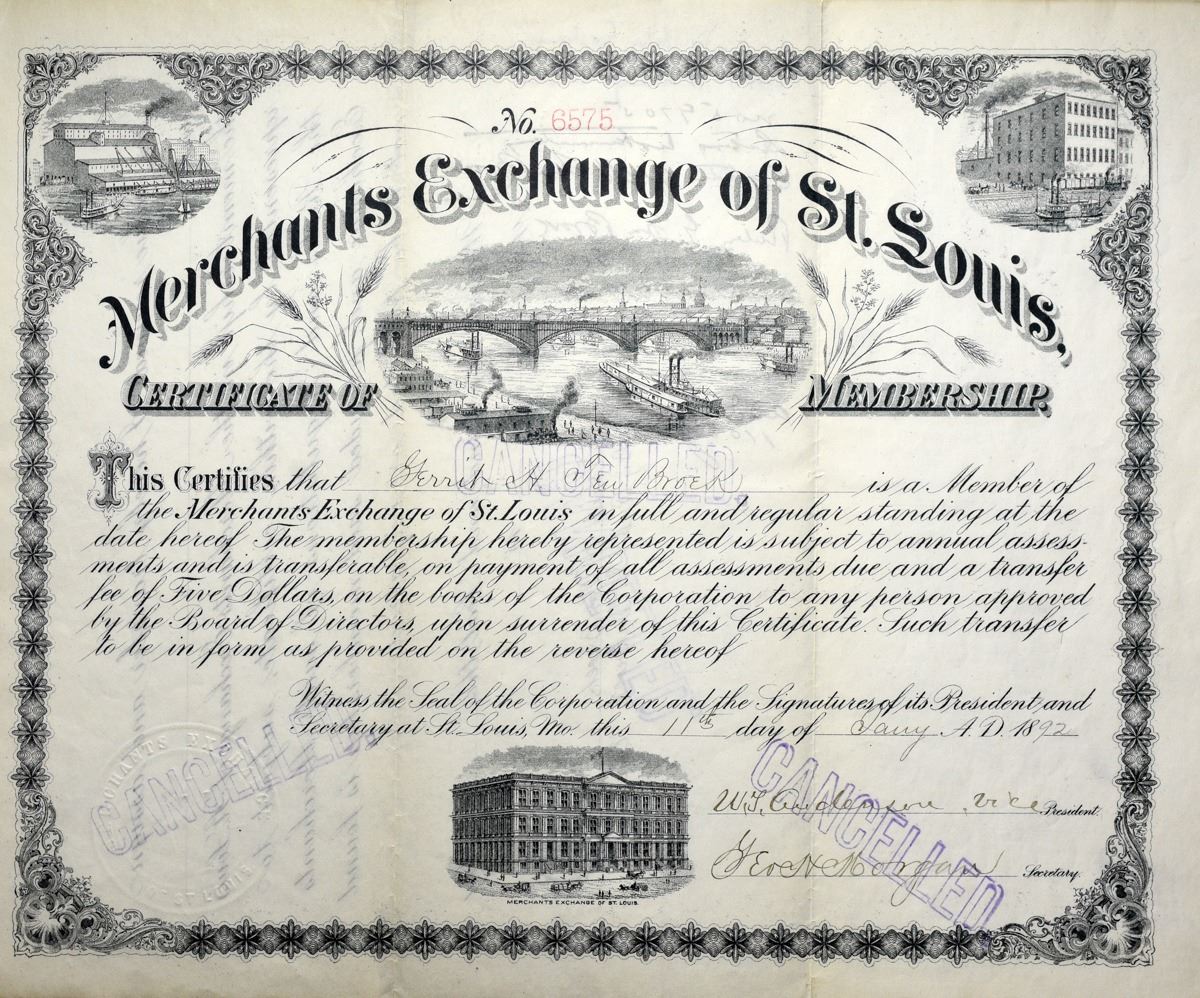 No. 6575
Merchants Exchange of St. Louis,
CERTIFICATE OF MEMBERSHIP.
CANCELLED.
This Certifies that Gerrit H. Ten Broek is a Member of
the Merchants Exchange of St. Louis in full and regular standing at the
date hereof. The membership hereby represented is subject to annual assess-
ments and is transferable, on payment of all assessments due and a transfer
fee of Five Dollars, on the books of the Corporation to any person approved
by the Board of Directors, upon surrender of this Certificate. Such transfer
to be in form as provided on the reverse hereof
Witness the Seal of the Corporation and the Signatures of its President and
Secretary at St. Louis, Mo. this 11th day of Jany A.D. 1892
CANCELLED
CANCELLED
W. T. Anderson Vice President.
Geo H Morgan Secretary.
MERCHANTS EXCHANGE OF ST. LOUIS.